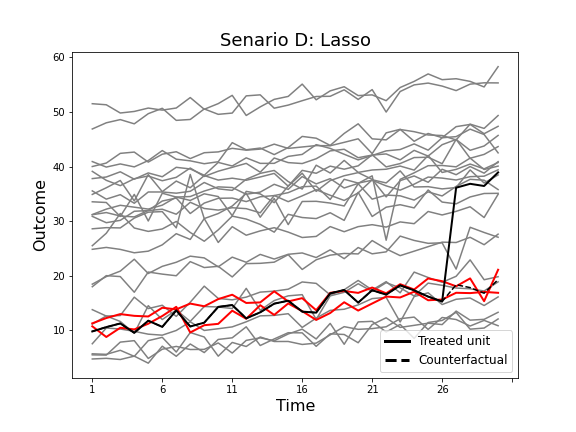 Senario D: Lasso
60
50
40
30
20
10
Outcome
1 6 11 16 21 26
Time
Treated unit
Counterfactual